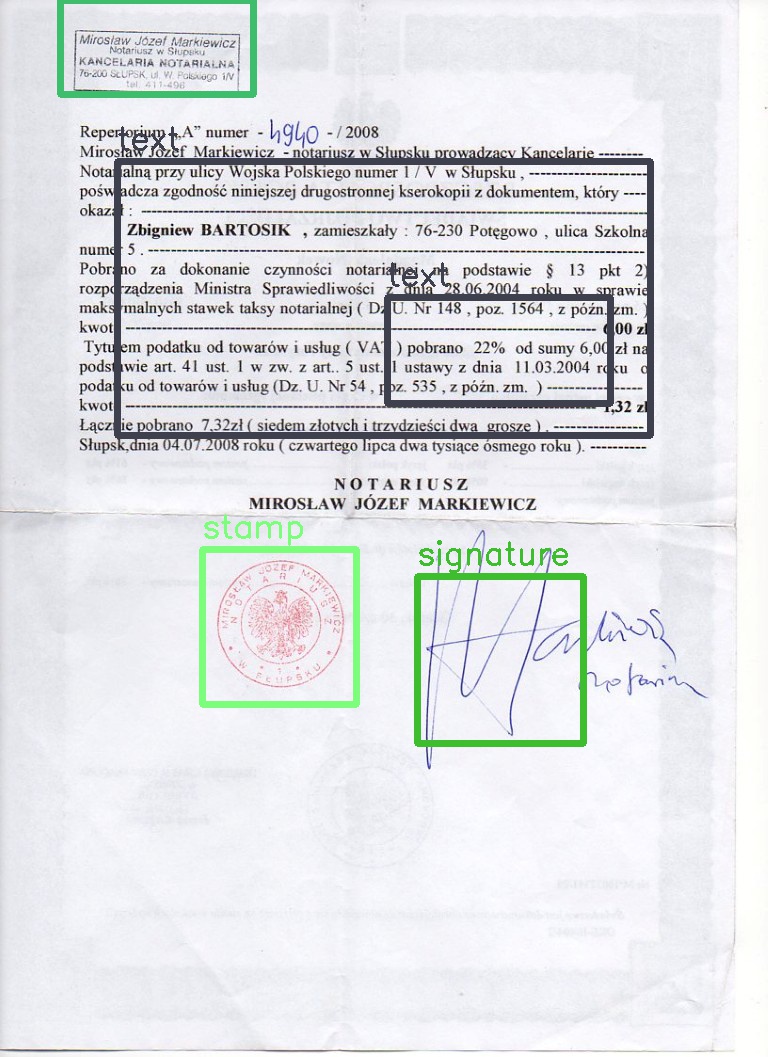 Mirosław Józef Markiewicz
Notariusz w Słupsku
KANCELARIA NOTARIALNA
76-200 SŁUPSK, ul. W. Polskiego 1/V
tel. 411-496
Repertorium „A” numer - 4940 - / 2008
text
Mirosław Józef Markiewicz - notariusz w Słupsku prowadzący Kancelarię --------
Notarialną przy ulicy Wojska Polskiego numer 1 / V w Słupsku , --------------------
poświadcza zgodność niniejszej drugostronnej kserokopii z dokumentem, który ----
okazał : ----------------------------------------------------------------
Zbigniew BARTOSIK , zamieszkały : 76-230 Potęgowo , ulica Szkolna
numer 5 . ----------------------------------------------------------------
Pobrano za dokonanie czynności notarialnej na podstawie § 13 pkt 2)
text
rozporządzenia Ministra Sprawiedliwości z dnia 28.06.2004 roku w sprawie
maksymalnych stawek taksy notarialnej ( Dz. U. Nr 148 , poz. 1564 , z późn. zm. )
kwotę ---------------------------------------------------------------- 6,00 zł
Tytułem podatku od towarów i usług ( VAT ) pobrano 22% od sumy 6,00 zł na
podstawie art. 41 ust. 1 w zw. z art.. 5 ust. 1 ustawy z dnia 11.03.2004 roku o
podatku od towarów i usług (Dz. U. Nr 54 , poz. 535 , z późn. zm. ) ----------------
kwotę ---------------------------------------------------------------- 1,32 zł
Łącznie pobrano 7,32zł ( siedem złotych i trzydzieści dwa grosze ) . ----------------
Słupsk,dnia 04.07.2008 roku ( czwartego lipca dwa tysiące ósmego roku ). ----------
NOTARIUSZ
MIROSŁAW JÓZEF MARKIEWICZ
stamp
signature
MIROSŁAW JÓZEF MARKIEWICZ
NOTARIUSZ
* 1 *
W SŁUPSKU
notariusz